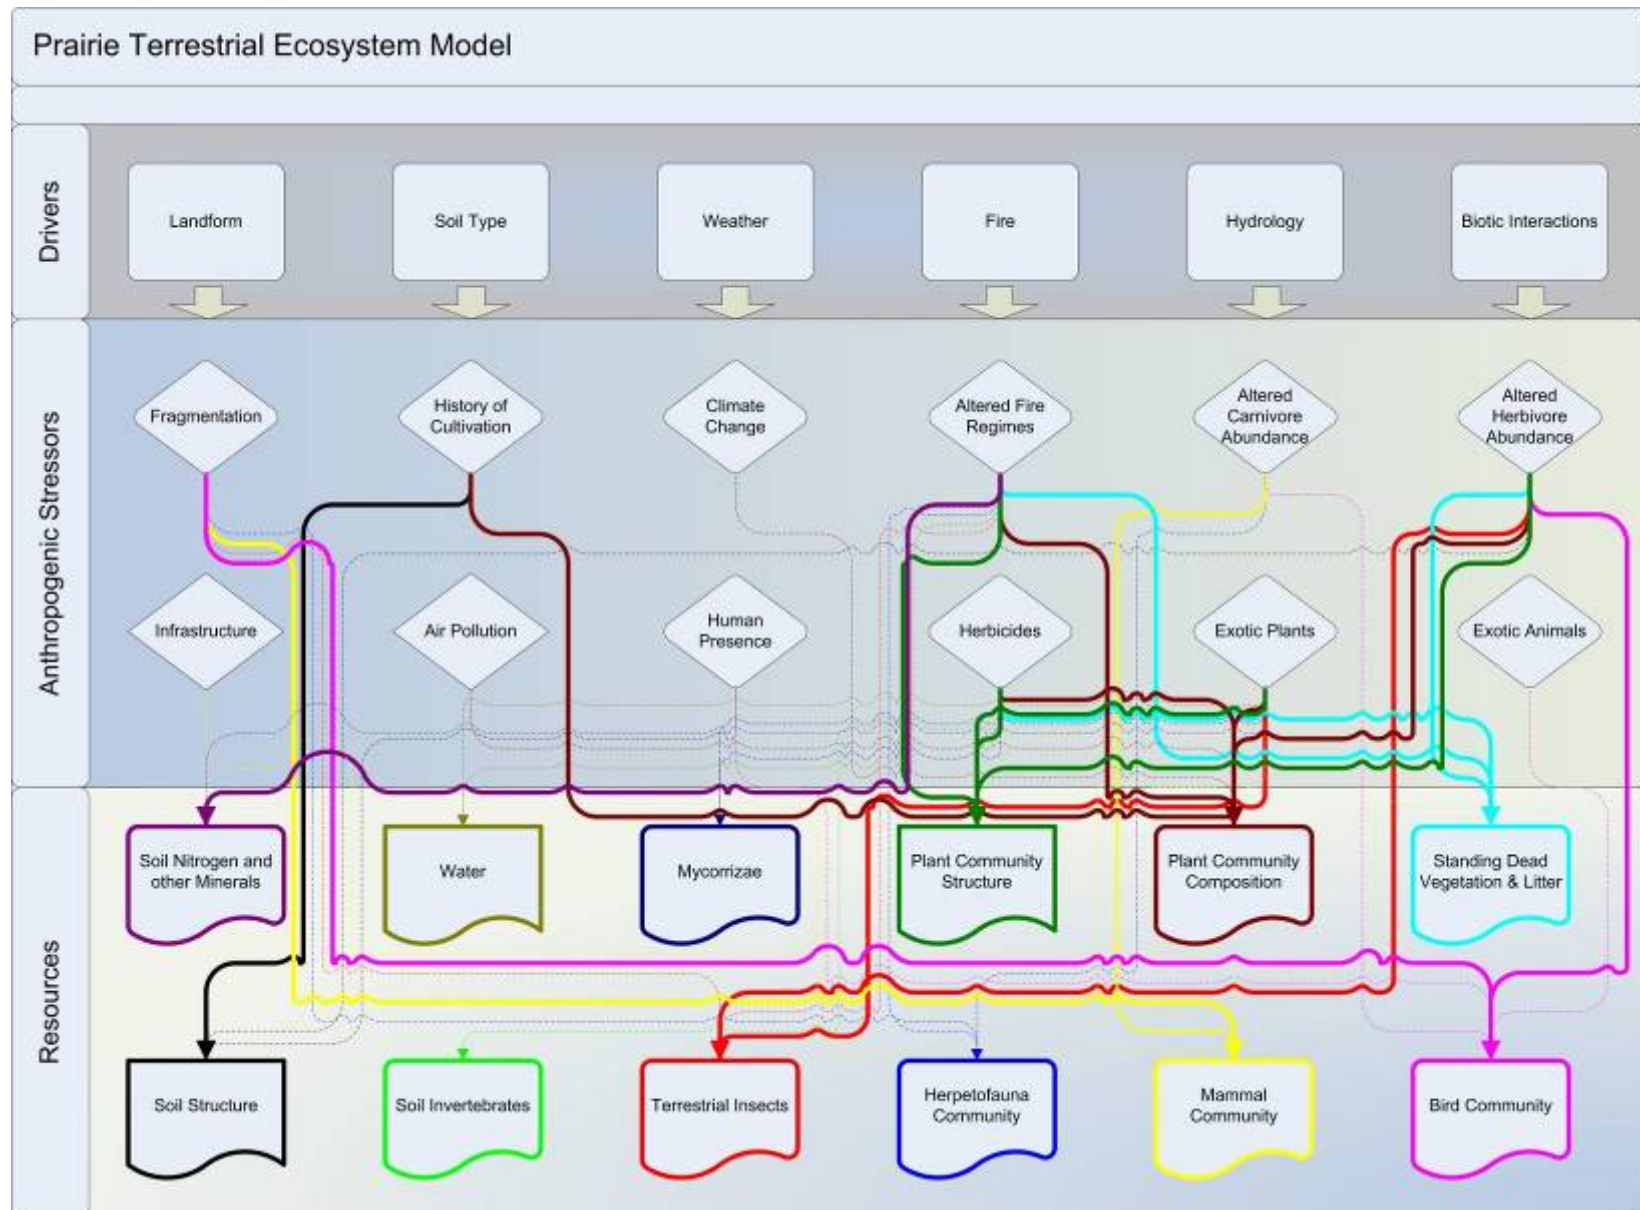 Prairie Terrestrial Ecosystem Model
Drivers
Landform
Soil Type
Weather
Fire
Hydrology
Biotic Interactions
Anthropogenic Stressors
Fragmentation
History of
Cultivation
Climate
Change
Altered Fire
Regimes
Altered
Carnivore
Abundance
Altered
Herbivore
Abundance
Infrastructure
Air Pollution
Human
Presence
Herbicides
Exotic Plants
Exotic Animals
Resources
Soil Nitrogen and
other Minerals
Water
Mycorrizae
Plant Community
Structure
Plant Community
Composition
Standing Dead
Vegetation & Litter
Soil Structure
Soil Invertebrates
Terrestrial Insects
Herpetofauna
Community
Mammal
Community
Bird Community